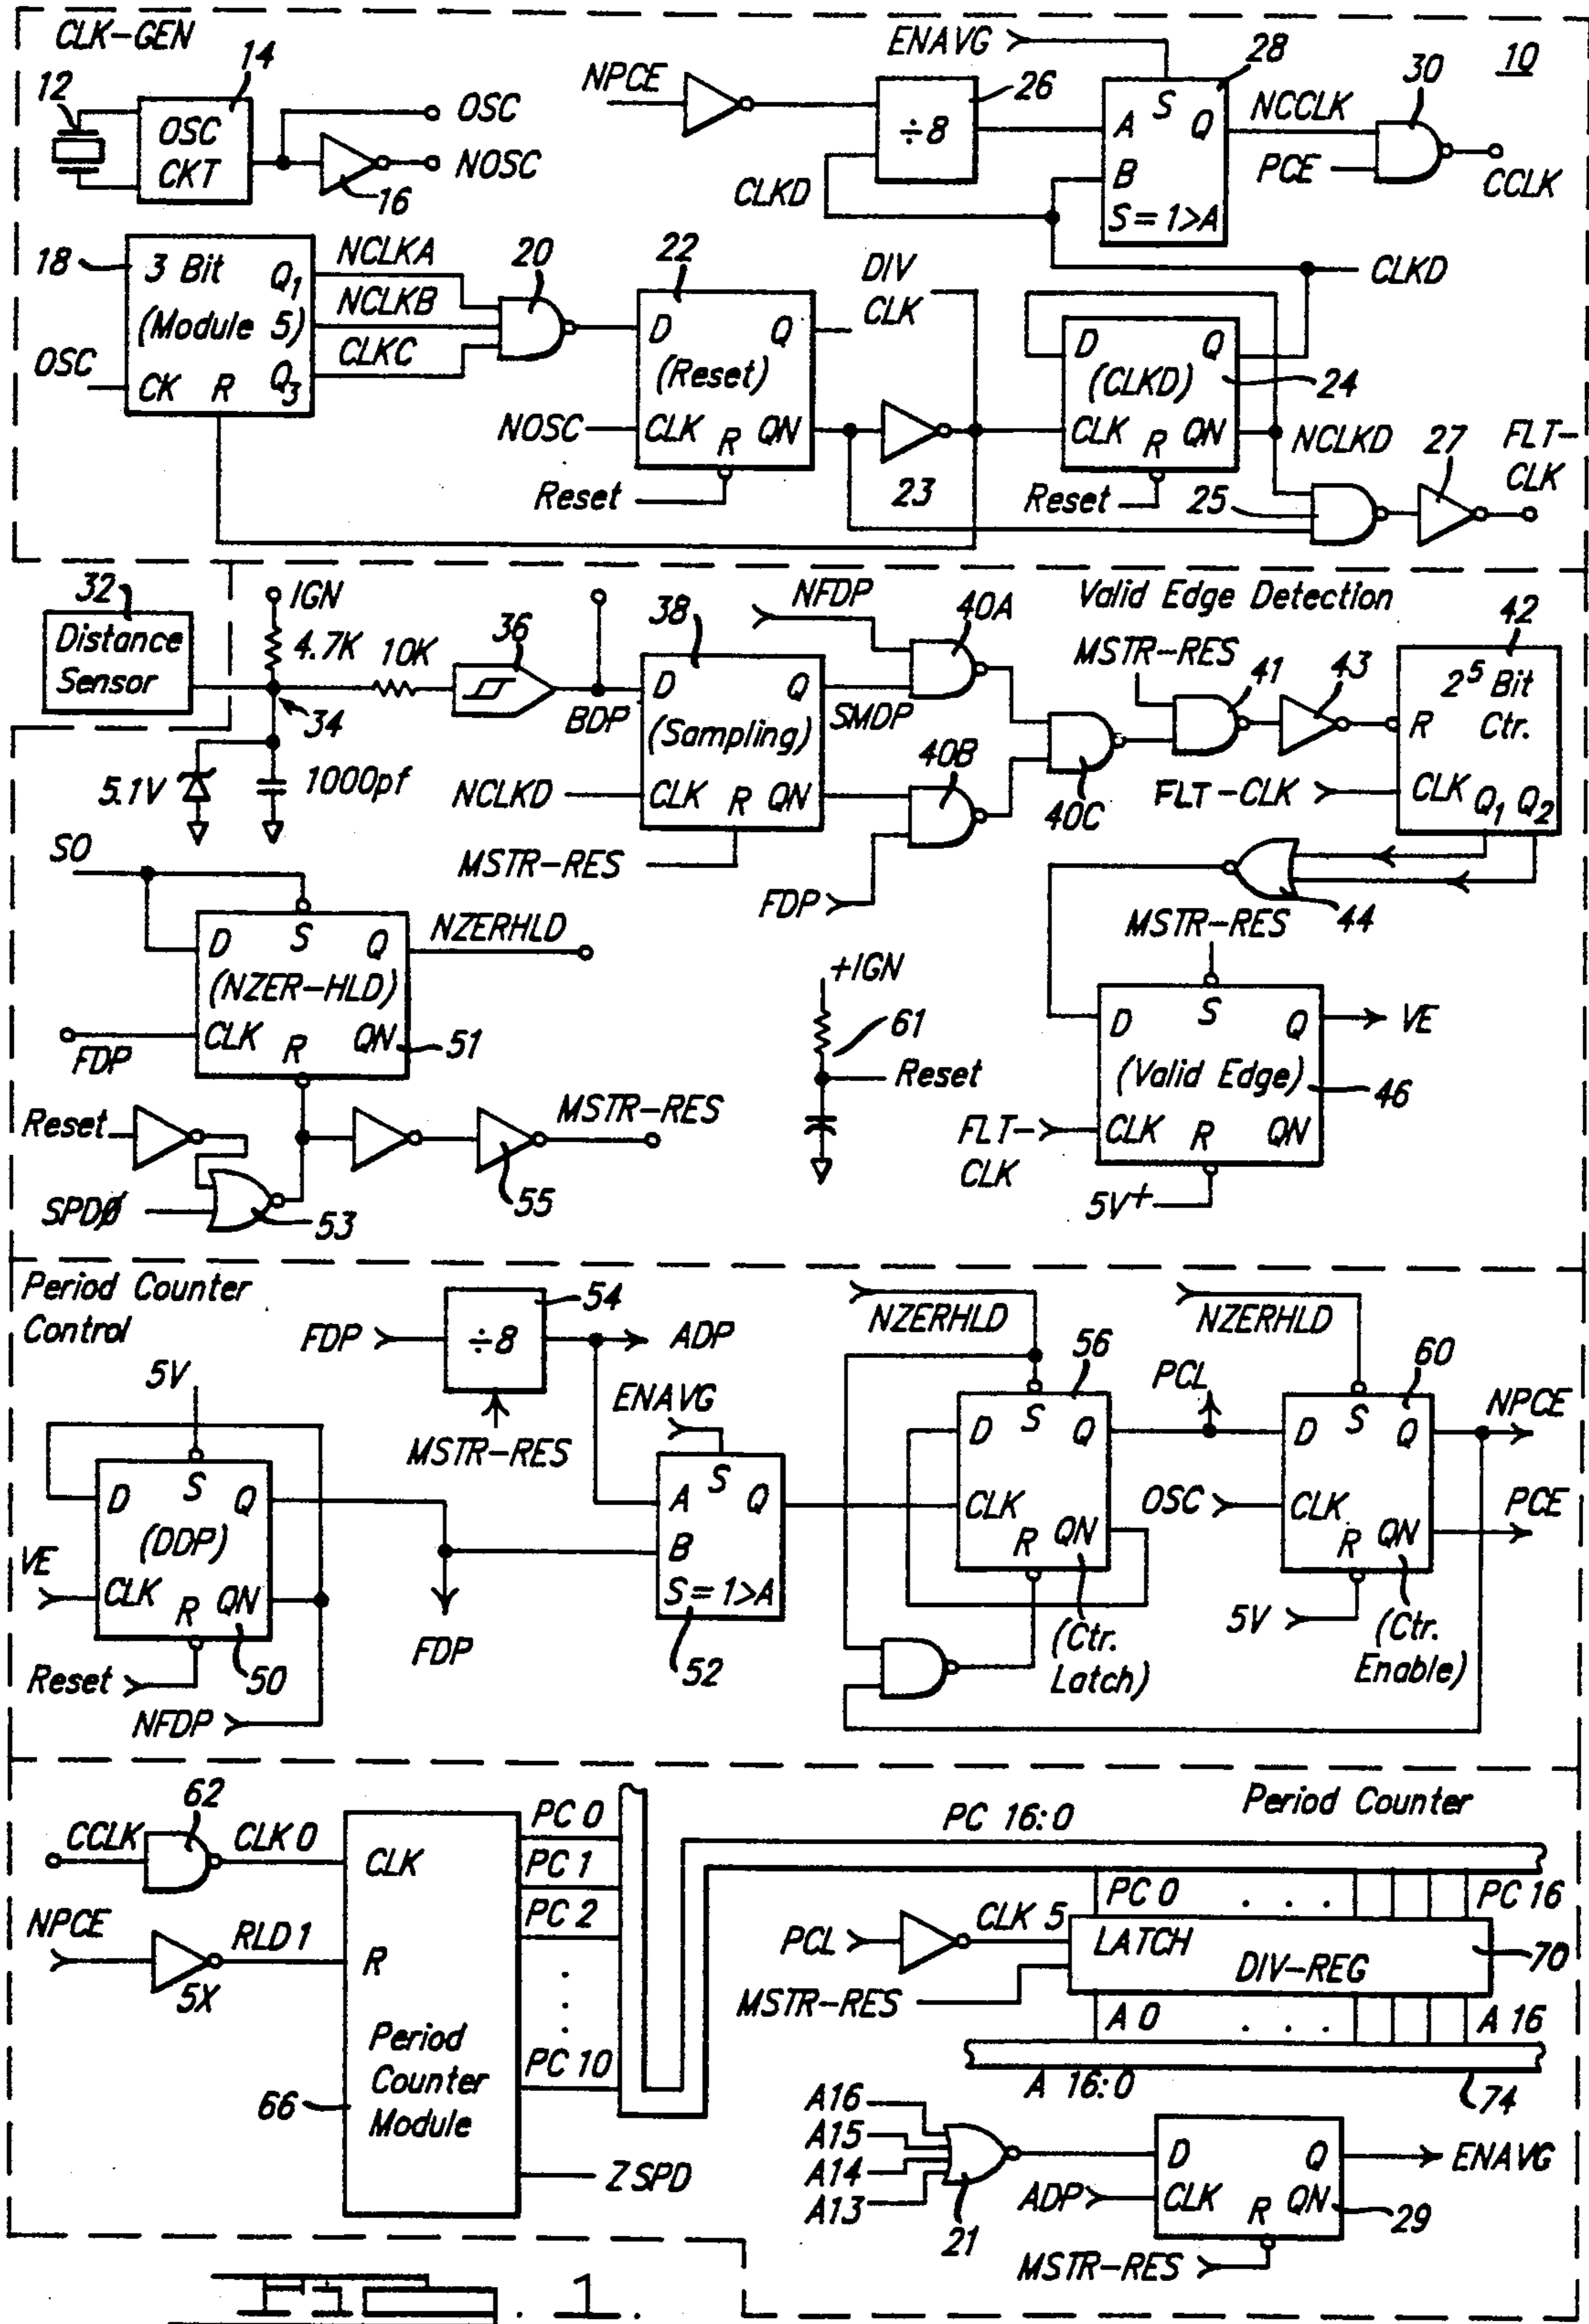 CLK-GEN
10
12
14
OSC
CKT
OSC
NOSC
16
NPCE
ENAVG
÷8
26
28
S
A
Q
B
S=1>A
NCCLK
PCE
30
CCLK
CLKD
CLKD
18
3 Bit
(Module 5)
Q1
Q3
OSC
CK
R
NCLKA
NCLKB
CLKC
20
22
D
Q
(Reset)
NOSC
CLK
R
QN
Reset
DIV
CLK
23
D
Q
(CLKD)
24
CLK
R
QN
Reset
NCLKD
25
27
FLT-
CLK
32
Distance
Sensor
IGN
4.7K
10K
34
5.1V
1000pf
36
BDP
38
D
Q
(Sampling)
NCLKD
CLK
R
QN
MSTR-RES
SMDP
NFDP
40A
40B
40C
FDP
Valid Edge Detection
MSTR-RES
41
43
42
2⁵ Bit
Ctr.
R
FLT-CLK
CLK
Q1
Q2
44
SO
D
S
Q
NZERHLD
(NZER-HLD)
FDP
CLK
R
QN
51
Reset
SPDØ
53
55
MSTR-RES
+IGN
61
Reset
MSTR-RES
D
S
Q
VE
(Valid Edge)
46
FLT-
CLK
CLK
R
QN
5V+
Period Counter
Control
5V
FDP
÷8
54
ADP
MSTR-RES
ENAVG
D
S
Q
(DDP)
VE
CLK
R
QN
Reset
50
NFDP
FDP
A
S
Q
B
S=1>A
52
NZERHLD
56
D
S
Q
CLK
R
QN
(Ctr.
Latch)
PCL
NZERHLD
60
D
S
Q
NPCE
OSC
CLK
R
QN
PCE
5V
(Ctr.
Enable)
62
CCLK
CLK 0
NPCE
RLD 1
5X
CLK
R
Period
Counter
Module
66
PC 0
PC 1
PC 2
.
.
.
PC 10
ZSPD
Period Counter
PC 16:0
PC 0 . . . PC 16
PCL
CLK 5
LATCH
DIV-REG
70
MSTR-RES
A 0 . . . A 16
A 16:0
74
A16
A15
A14
A13
21
D
Q
ENAVG
ADP
CLK
R
QN
29
MSTR-RES
Fig. 1.